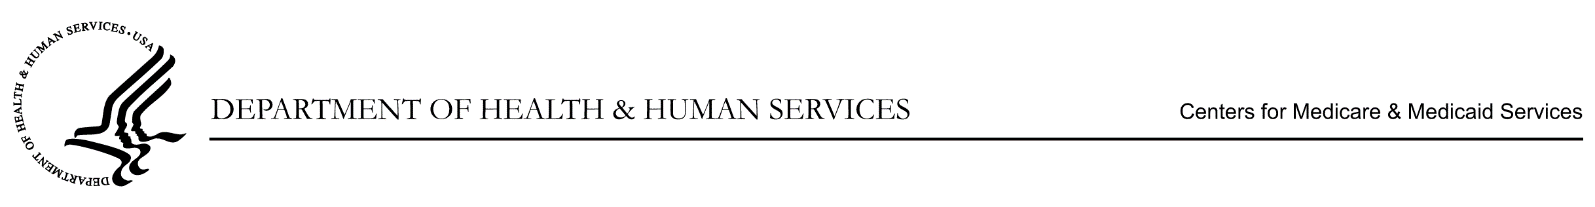 DEPARTMENT OF HEALTH & HUMAN SERVICES • USA
DEPARTMENT OF HEALTH & HUMAN SERVICES
Centers for Medicare & Medicaid Services